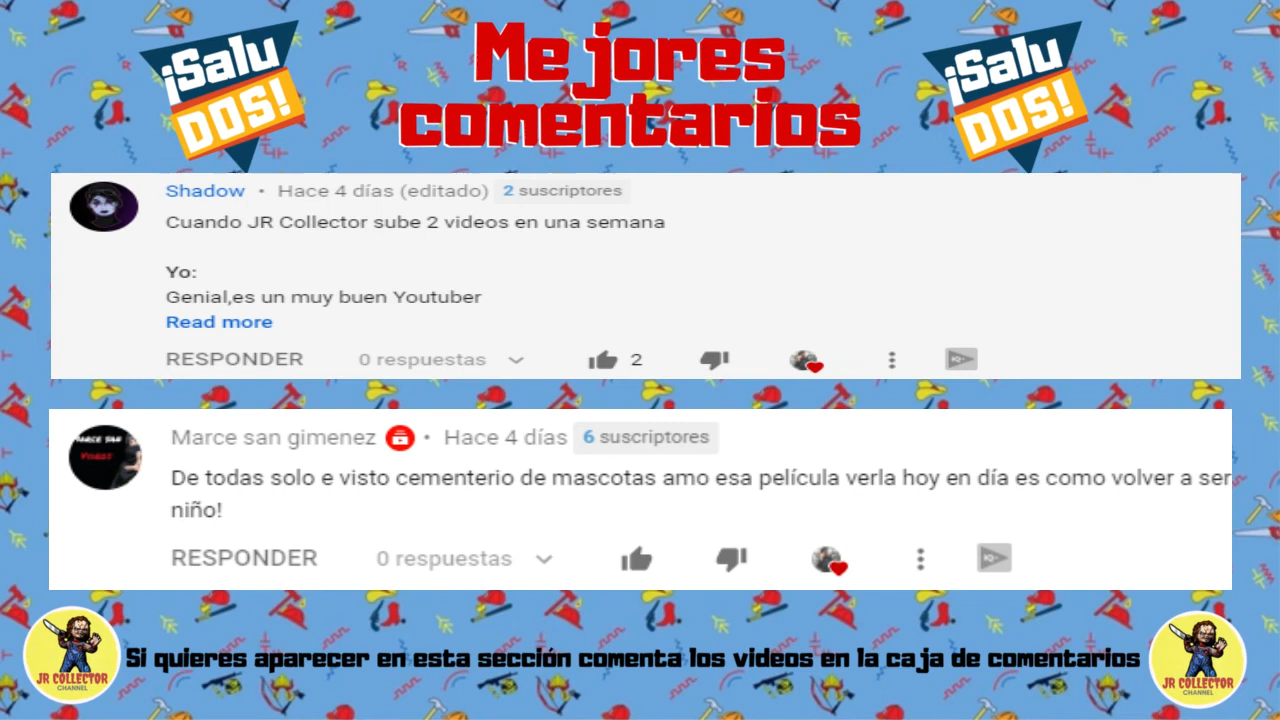 ¡Salu
DOS!
Mejores
comentarios
¡Salu
DOS!
Shadow • Hace 4 días (editado) 2 suscriptores
Cuando JR Collector sube 2 videos en una semana
Yo:
Genial,es un muy buen Youtuber
Read more
RESPONDER 0 respuestas 2
MARCE SAN
Marce san gimenez • Hace 4 días 6 suscriptores
De todas solo e visto cementerio de mascotas amo esa película verla hoy en día es como volver a ser
niño!
RESPONDER 0 respuestas
JR COLLECTOR
CHANNEL
Si quieres aparecer en esta sección comenta los videos en la caja de comentarios
JR COLLECTOR
CHANNEL